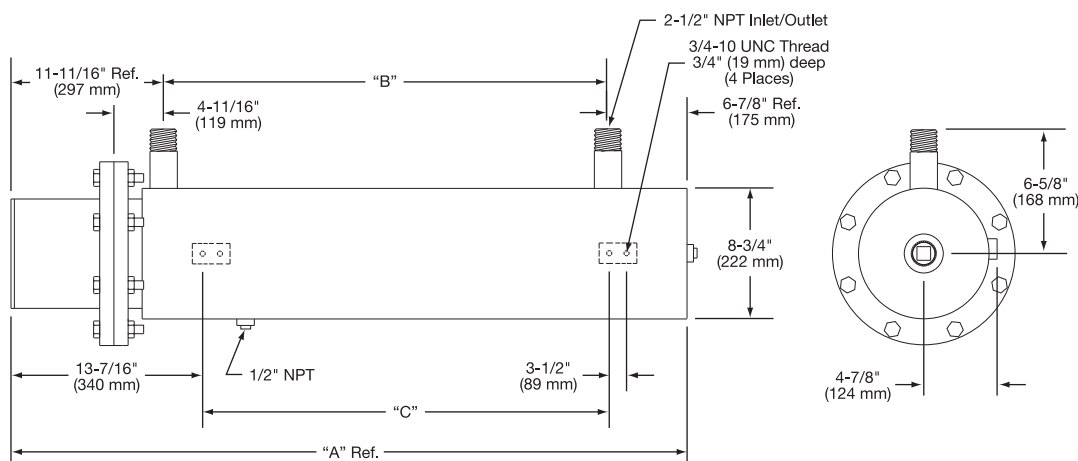 2-1/2" NPT Inlet/Outlet
3/4-10 UNC Thread
3/4" (19 mm) deep
(4 Places)
11-11/16" Ref.
(297 mm)
“B”
4-11/16"
(119 mm)
6-7/8" Ref.
(175 mm)
6-5/8"
(168 mm)
8-3/4"
(222 mm)
13-7/16"
(340 mm)
1/2" NPT
3-1/2"
(89 mm)
4-7/8"
(124 mm)
“C”
“A” Ref.